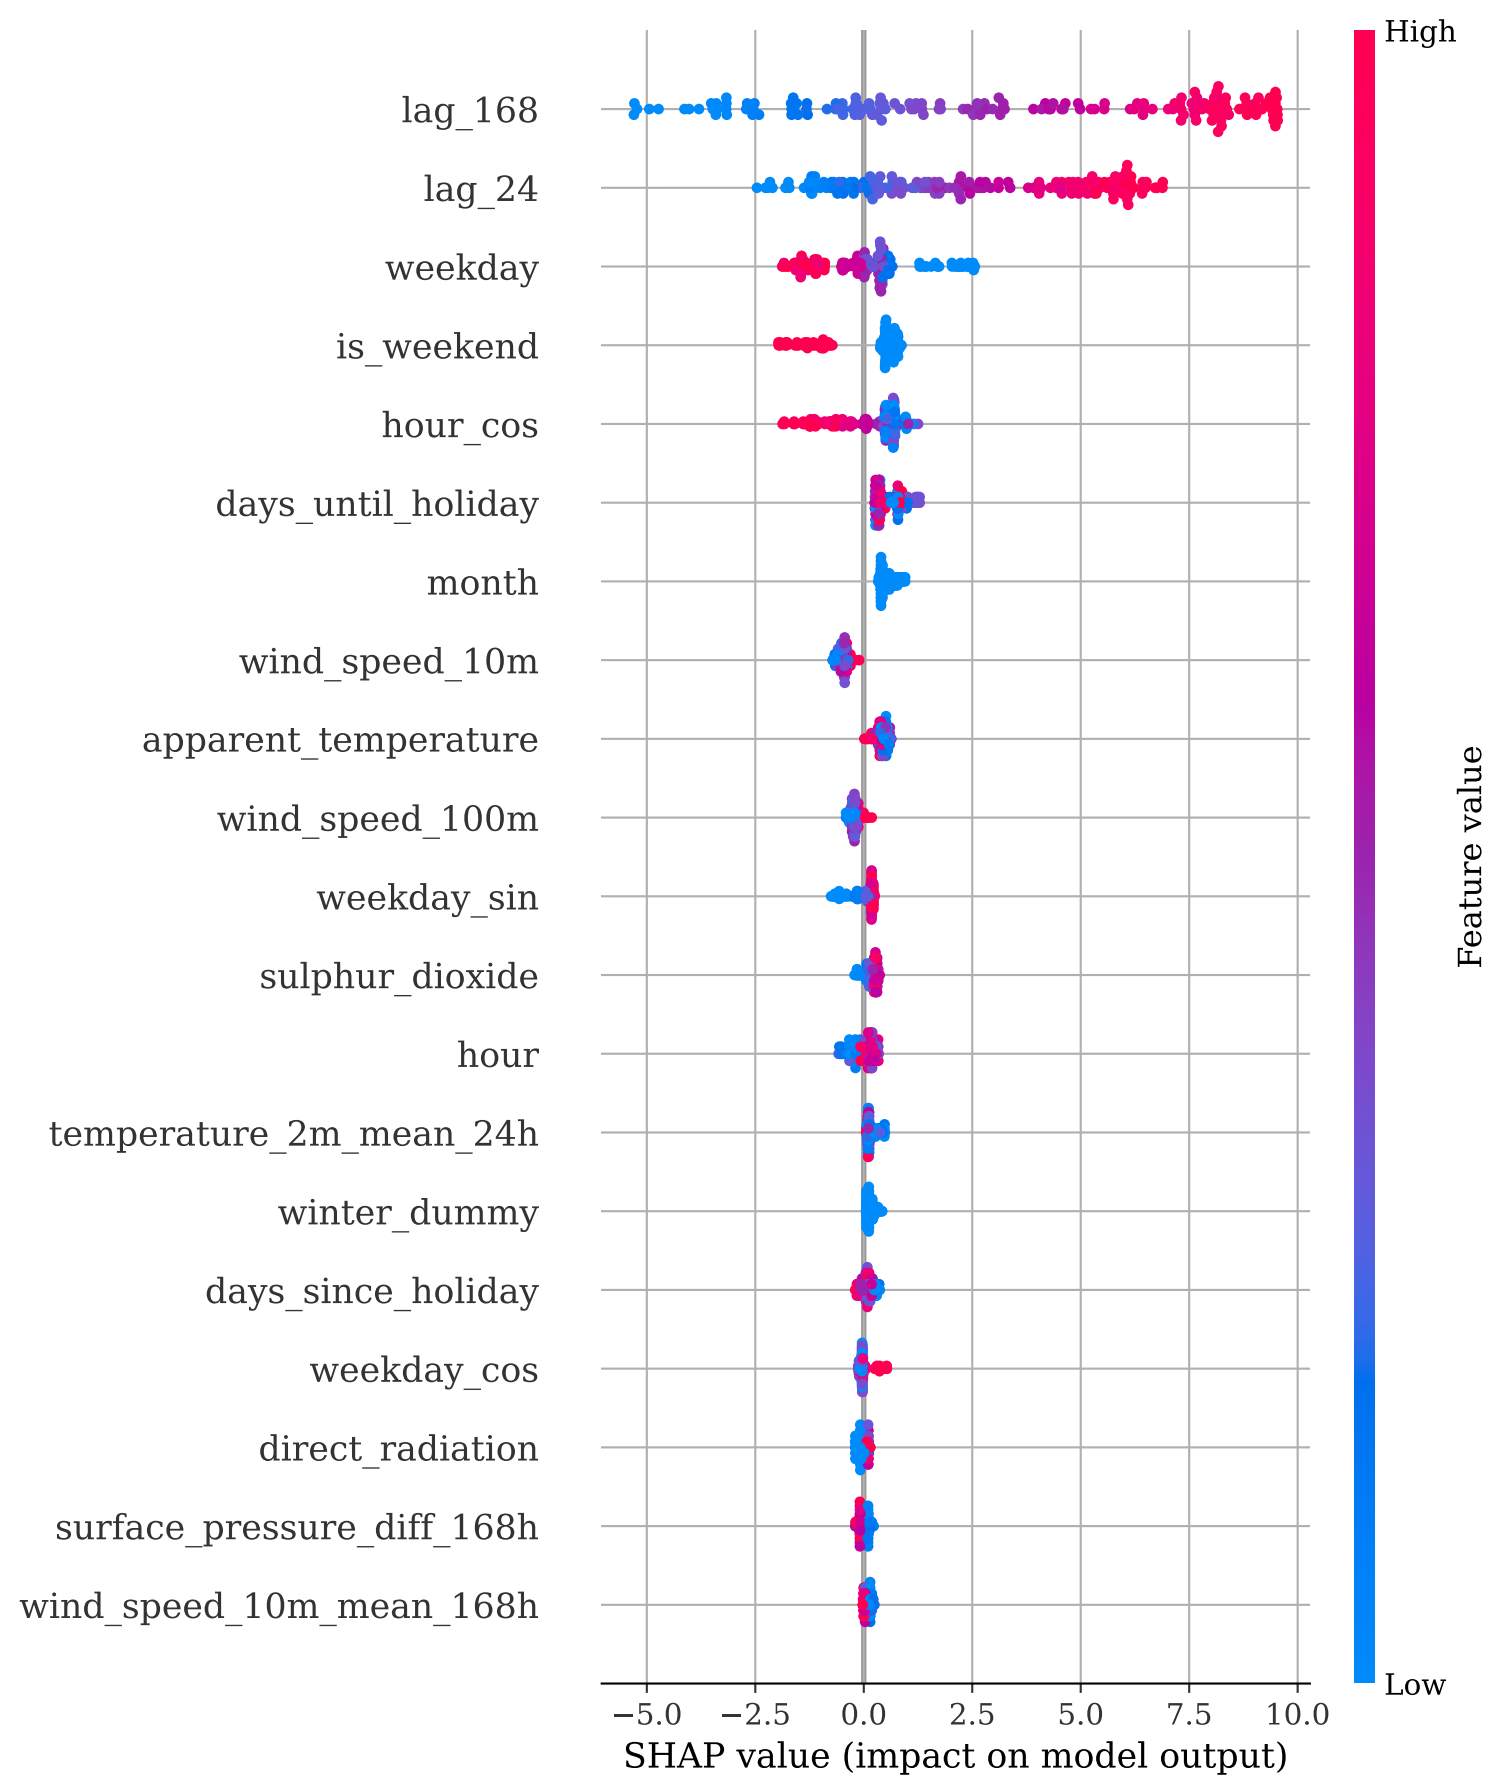 High
lag_168
lag_24
weekday
is_weekend
hour_cos
days_until_holiday
month
wind_speed_10m
apparent_temperature
wind_speed_100m
weekday_sin
sulphur_dioxide
hour
temperature_2m_mean_24h
winter_dummy
days_since_holiday
weekday_cos
direct_radiation
surface_pressure_diff_168h
wind_speed_10m_mean_168h
Feature value
Low
−5.0 −2.5 0.0 2.5 5.0 7.5 10.0
SHAP value (impact on model output)